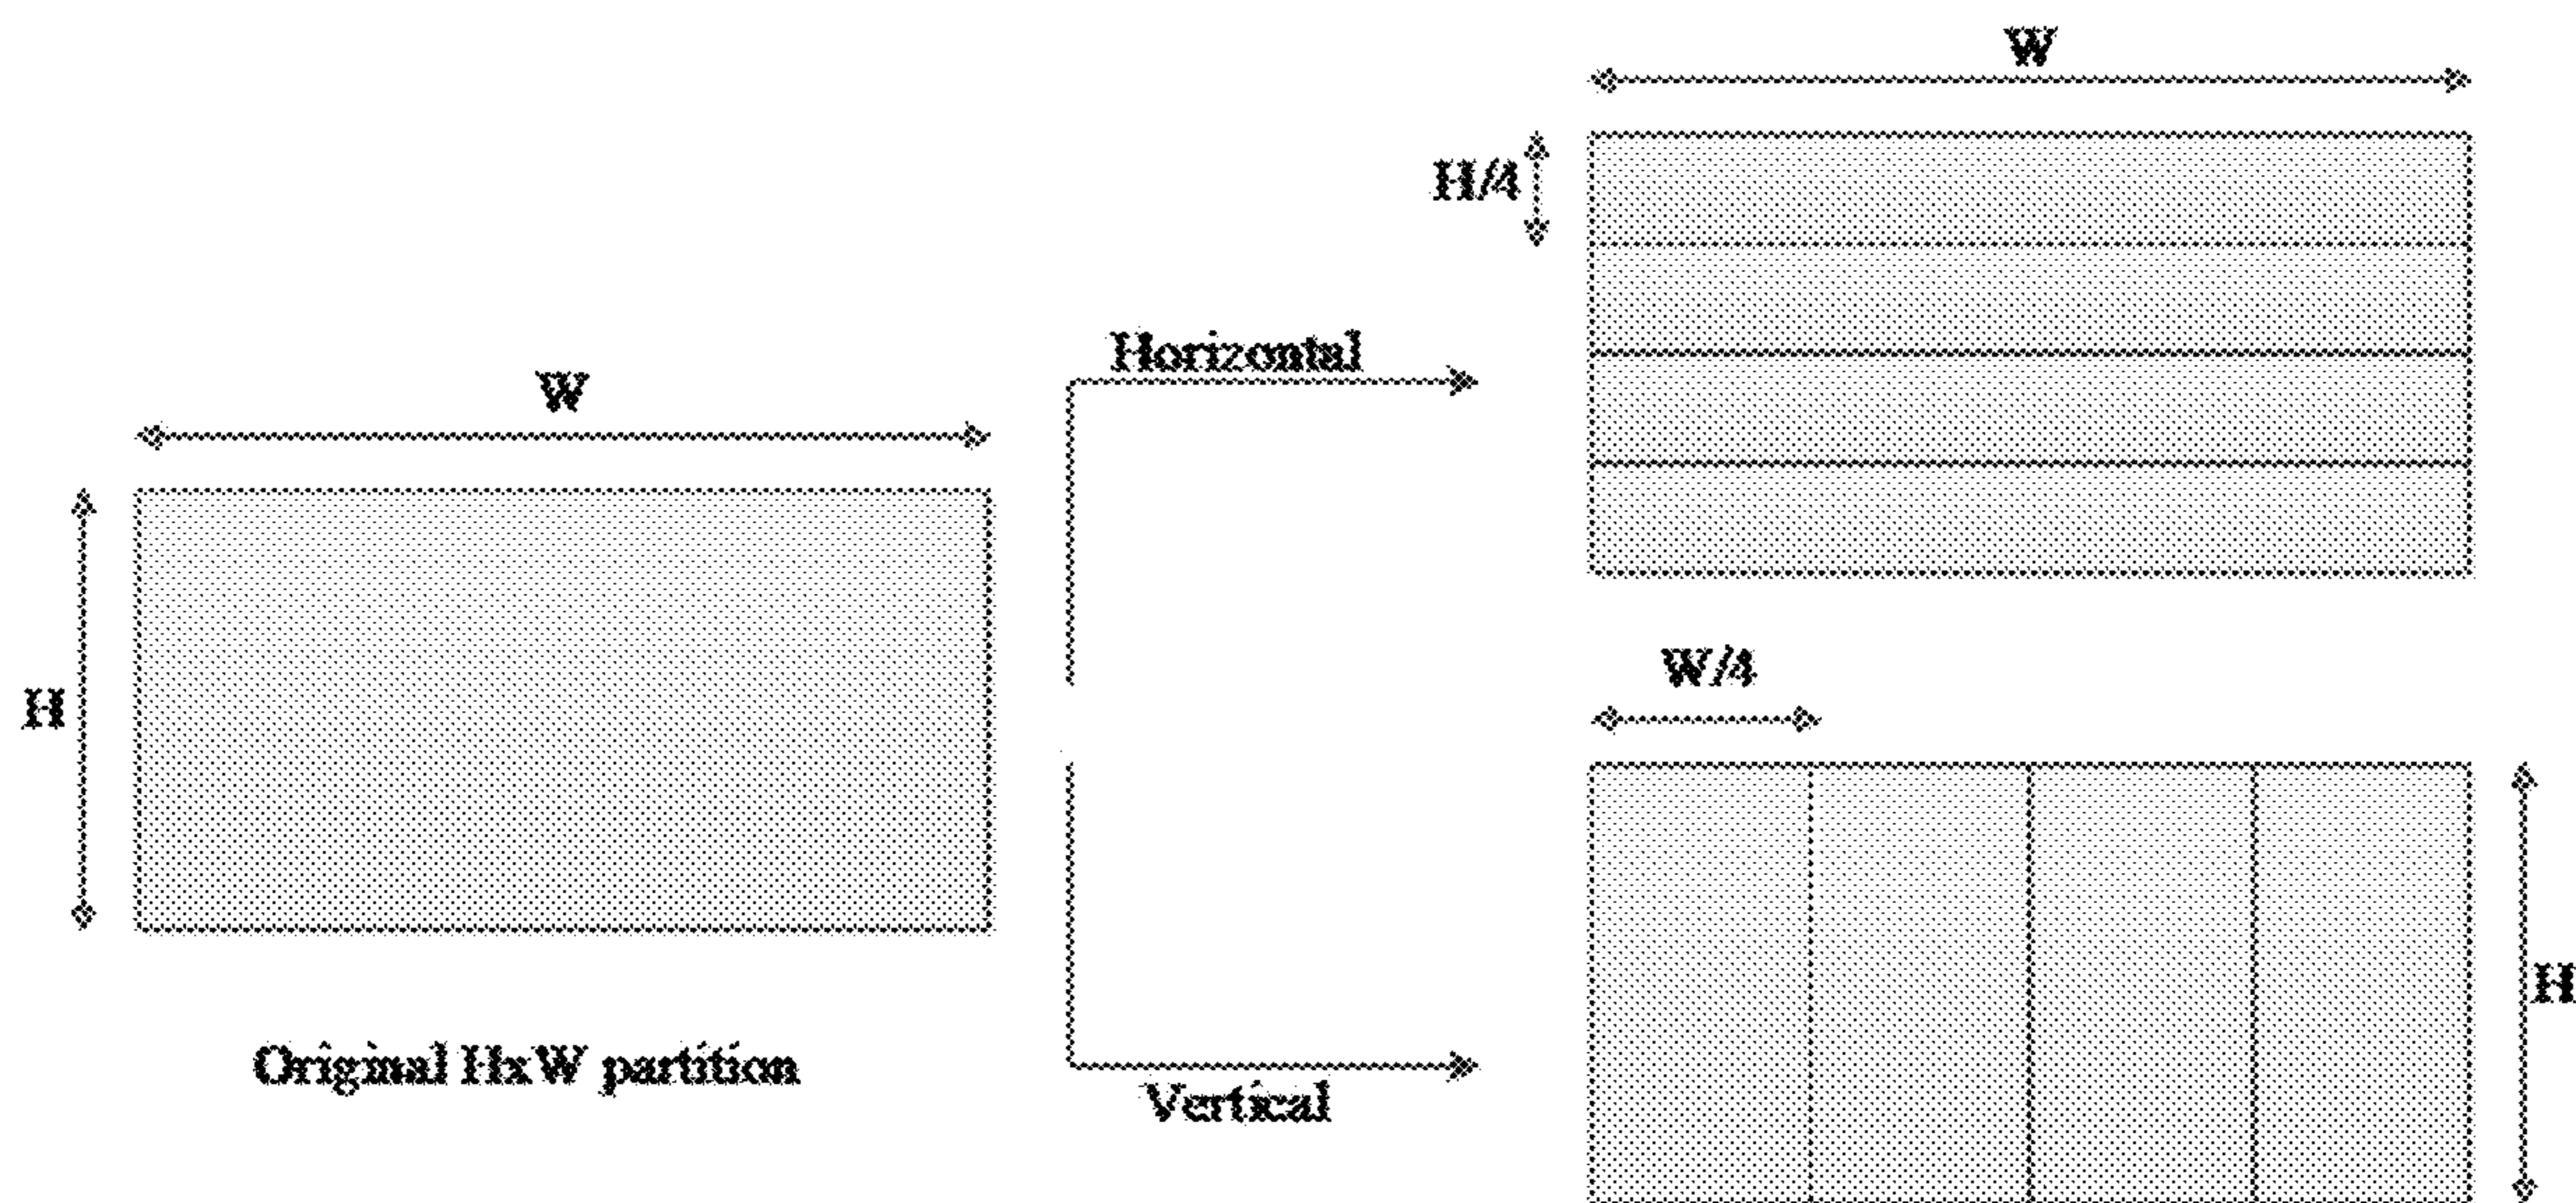 W
H/4
Horizontal
W
H
W/4
H
Original HxW partition
Vertical